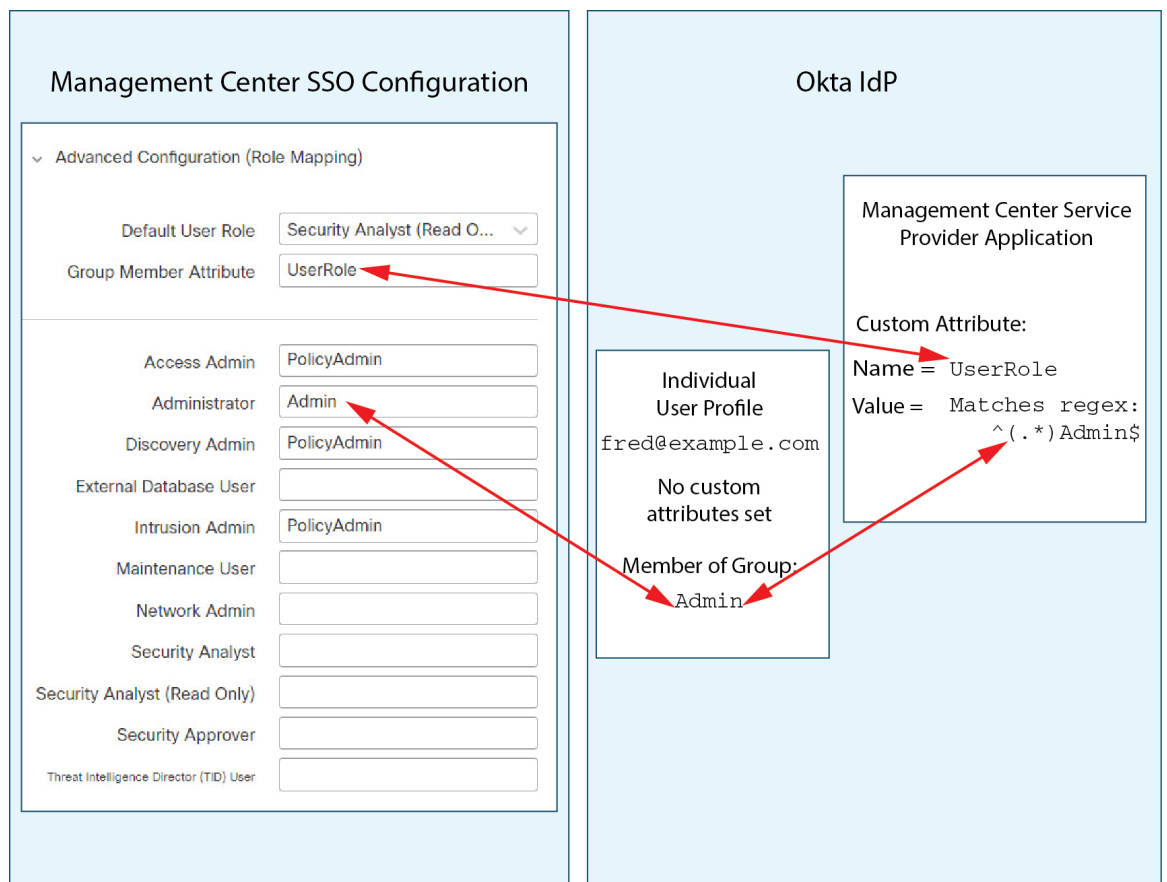 Management Center SSO Configuration
Advanced Configuration (Role Mapping)
Default User Role Security Analyst (Read O...
Group Member Attribute UserRole
Access Admin PolicyAdmin
Administrator Admin
Discovery Admin PolicyAdmin
External Database User
Intrusion Admin PolicyAdmin
Maintenance User
Network Admin
Security Analyst
Security Analyst (Read Only)
Security Approver
Threat Intelligence Director (TID) User
Okta IdP
Individual
User Profile
fred@example.com
No custom
attributes set
Member of Group:
Admin
Management Center Service
Provider Application
Custom Attribute:
Name = UserRole
Value = Matches regex:
^(.*)Admin$